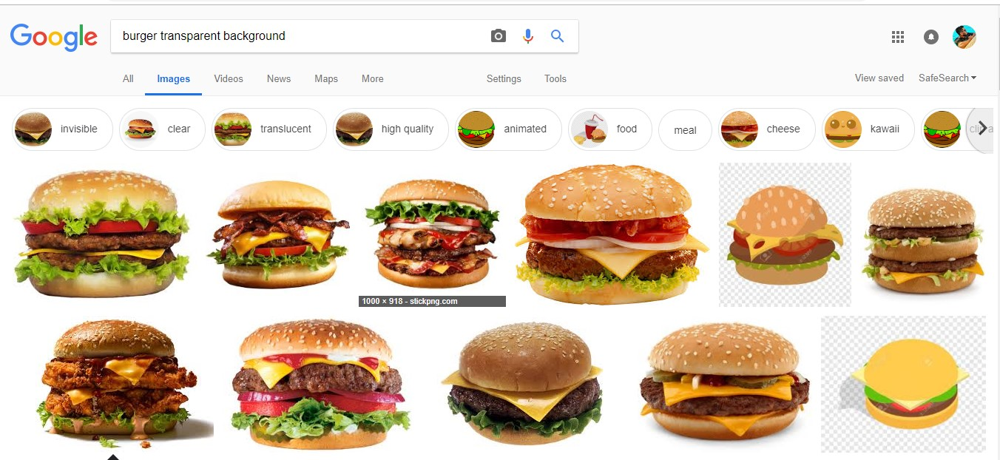 Google
burger transparent background
All Images Videos News Maps More Settings Tools
View saved SafeSearch
invisible clear translucent high quality animated food meal cheese kawaii
1000 × 918 - stickpng.com